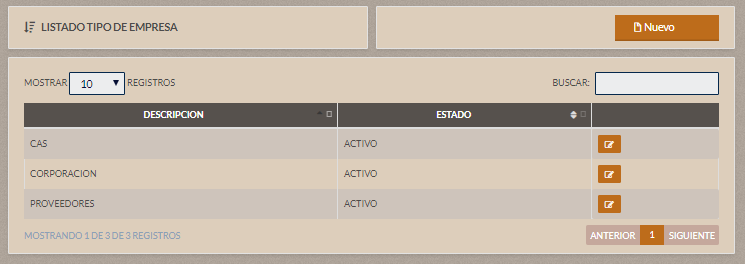 LISTADO TIPO DE EMPRESA
Nuevo
MOSTRAR 10 REGISTROS
BUSCAR:
DESCRIPCION ESTADO
CAS ACTIVO
CORPORACION ACTIVO
PROVEEDORES ACTIVO
MOSTRANDO 1 DE 3 DE 3 REGISTROS
ANTERIOR 1 SIGUIENTE